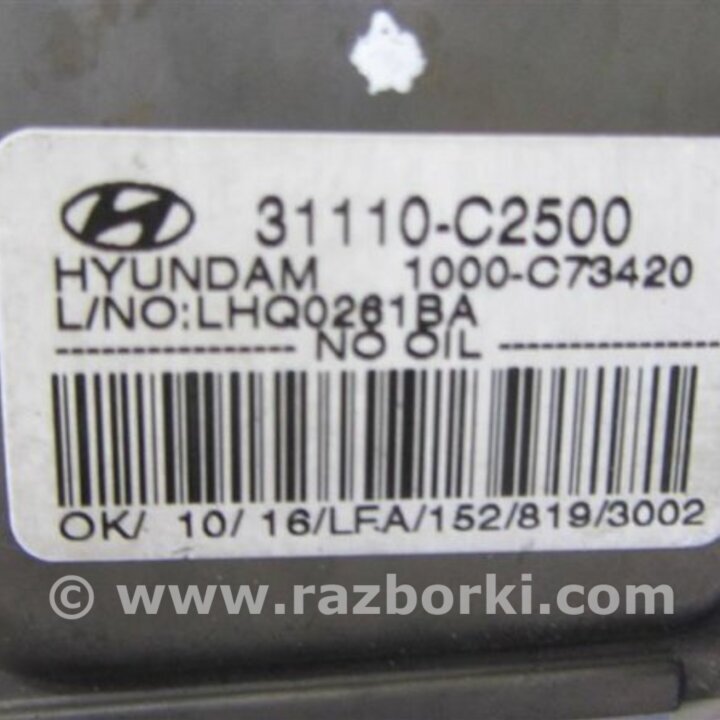 31110-C2500
HYUNDAM 1000-C73420
L/NO:LHQ0261BA
NO OIL
OK/ 10/ 16/LFA/152/819/3002
© www.razborki.com